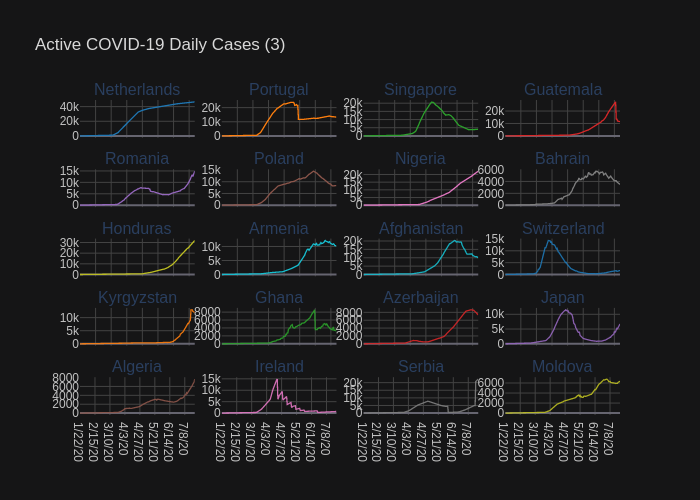 Active COVID-19 Daily Cases (3)
Netherlands Portugal Singapore Guatemala
40k 20k 0
20k 10k 0
20k 15k 10k 5k 0
20k 10k 0
Romania Poland Nigeria Bahrain
15k 10k 5k 0
15k 10k 5k 0
20k 15k 10k 5k 0
6000 4000 2000 0
Honduras Armenia Afghanistan Switzerland
30k 20k 10k 0
10k 5k 0
20k 15k 10k 5k 0
15k 10k 5k 0
Kyrgyzstan Ghana Azerbaijan Japan
10k 5k 0
8000 6000 4000 2000 0
8000 6000 4000 2000 0
10k 5k 0
Algeria Ireland Serbia Moldova
8000 6000 4000 2000 0
15k 10k 5k 0
20k 15k 10k 5k 0
6000 4000 2000 0
1/22/20 2/15/20 3/10/20 4/3/20 4/27/20 5/21/20 6/14/20 7/8/20
1/22/20 2/15/20 3/10/20 4/3/20 4/27/20 5/21/20 6/14/20 7/8/20
1/22/20 2/15/20 3/10/20 4/3/20 4/27/20 5/21/20 6/14/20 7/8/20
1/22/20 2/15/20 3/10/20 4/3/20 4/27/20 5/21/20 6/14/20 7/8/20